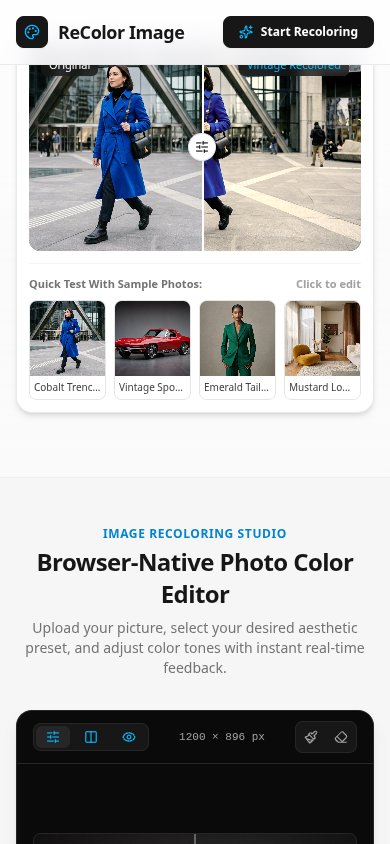 ReColor Image
Start Recoloring
Original
Vintage Recolored
Quick Test With Sample Photos:
Click to edit
Cobalt Trenc...
Vintage Spo...
Emerald Tail...
Mustard Lo...
IMAGE RECOLORING STUDIO
Browser-Native Photo Color
Editor
Upload your picture, select your desired aesthetic
preset, and adjust color tones with instant real-time
feedback.
1200 × 896 px